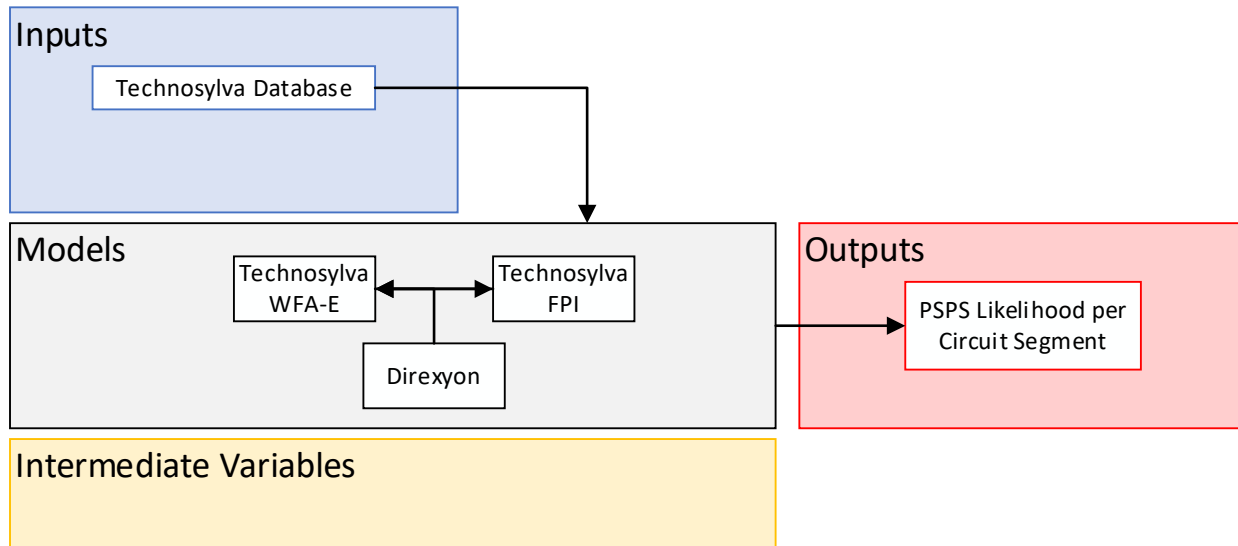 Inputs
Technosylva Database
Models
Technosylva
WFA-E
Technosylva
FPI
Direxyon
Outputs
PSPS Likelihood per
Circuit Segment
Intermediate Variables